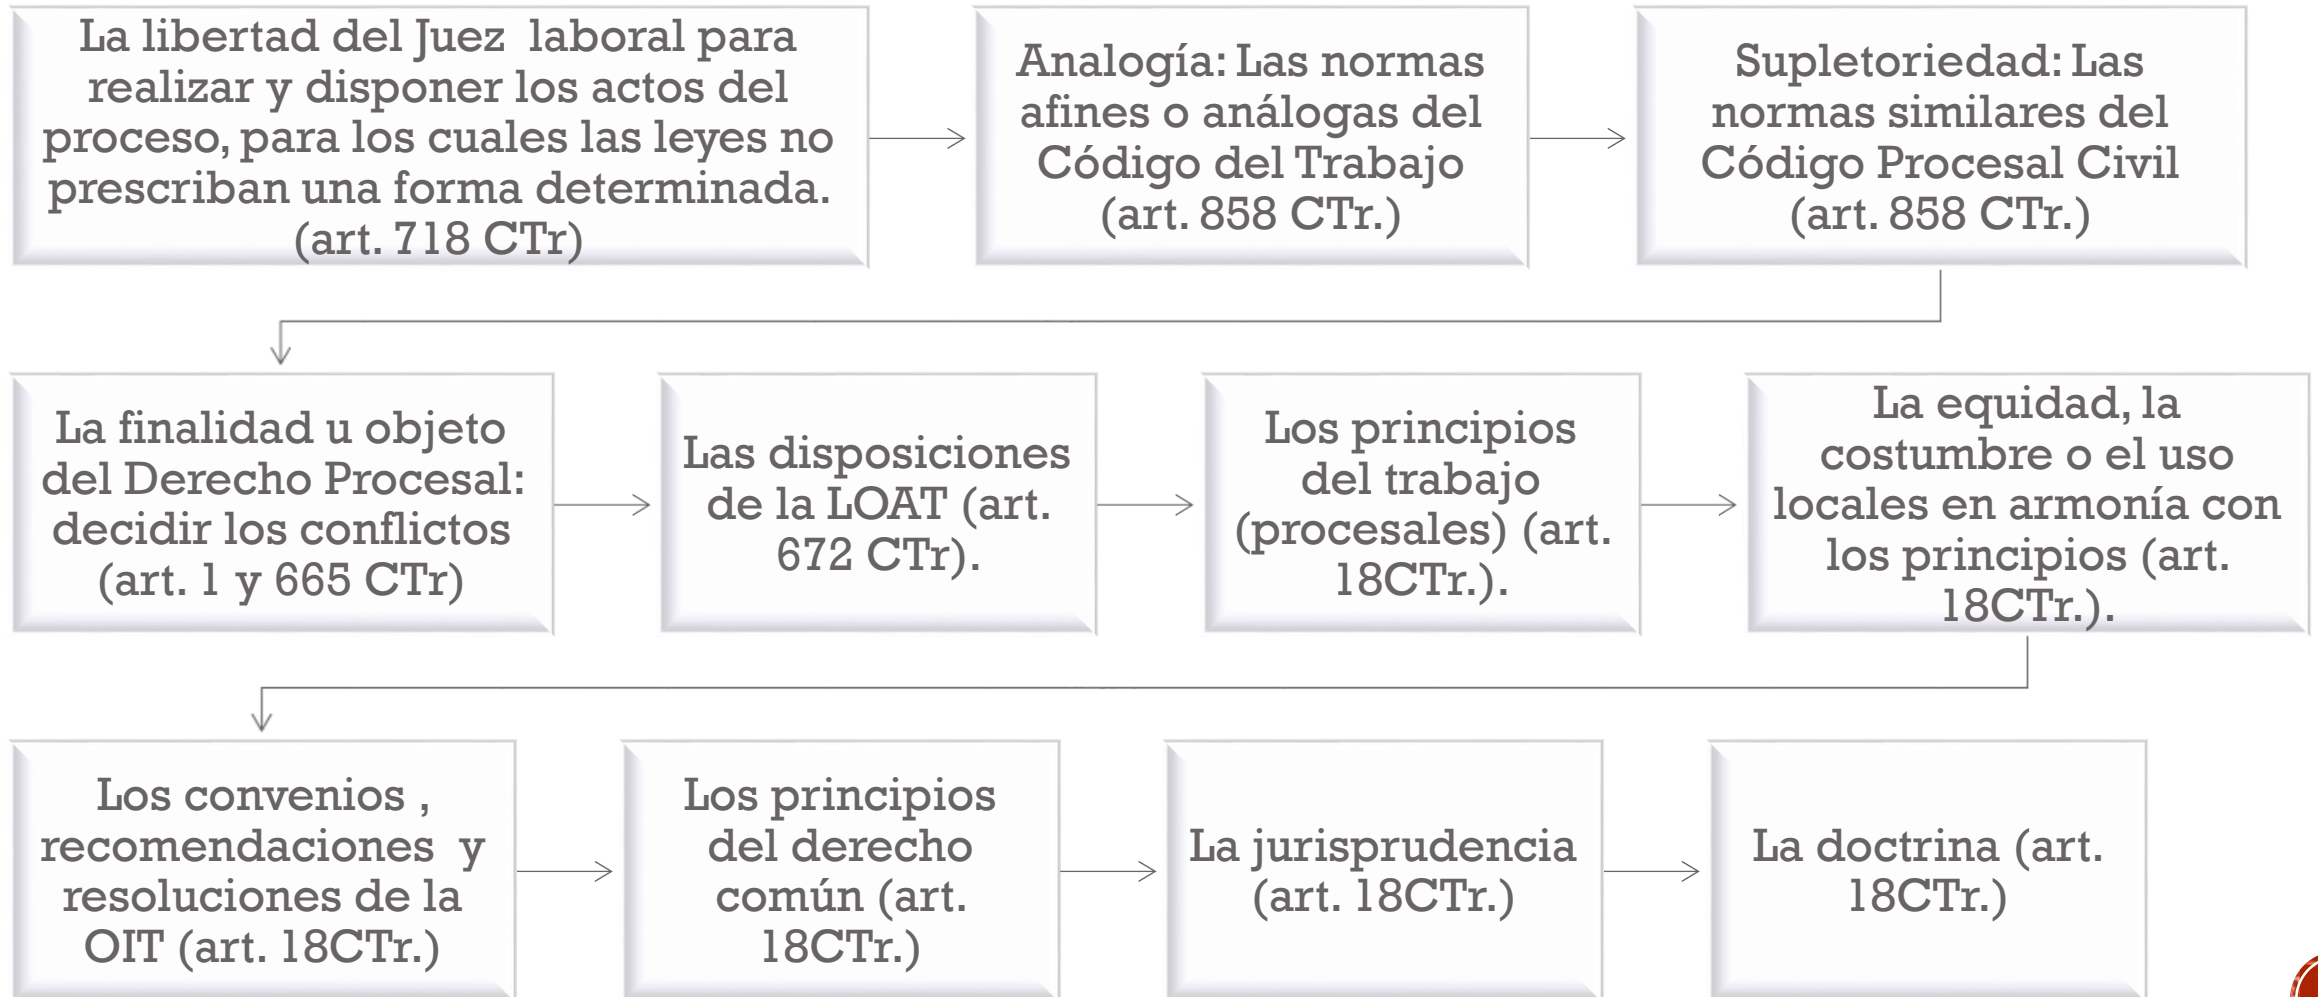 La libertad del Juez laboral para
realizar y disponer los actos del
proceso, para los cuales las leyes no
prescriban una forma determinada.
(art. 718 CTr)
Analogía: Las normas
afines o análogas del
Código del Trabajo
(art. 858 CTr.)
Supletoriedad: Las
normas similares del
Código Procesal Civil
(art. 858 CTr.)
La finalidad u objeto
del Derecho Procesal:
decidir los conflictos
(art. 1 y 665 CTr)
Las disposiciones
de la LOAT (art.
672 CTr).
Los principios
del trabajo
(procesales) (art.
18CTr.).
La equidad, la
costumbre o el uso
locales en armonía con
los principios (art.
18CTr.).
Los convenios ,
recomendaciones y
resoluciones de la
OIT (art. 18CTr.)
Los principios
del derecho
común (art.
18CTr.)
La jurisprudencia
(art. 18CTr.)
La doctrina (art.
18CTr.)